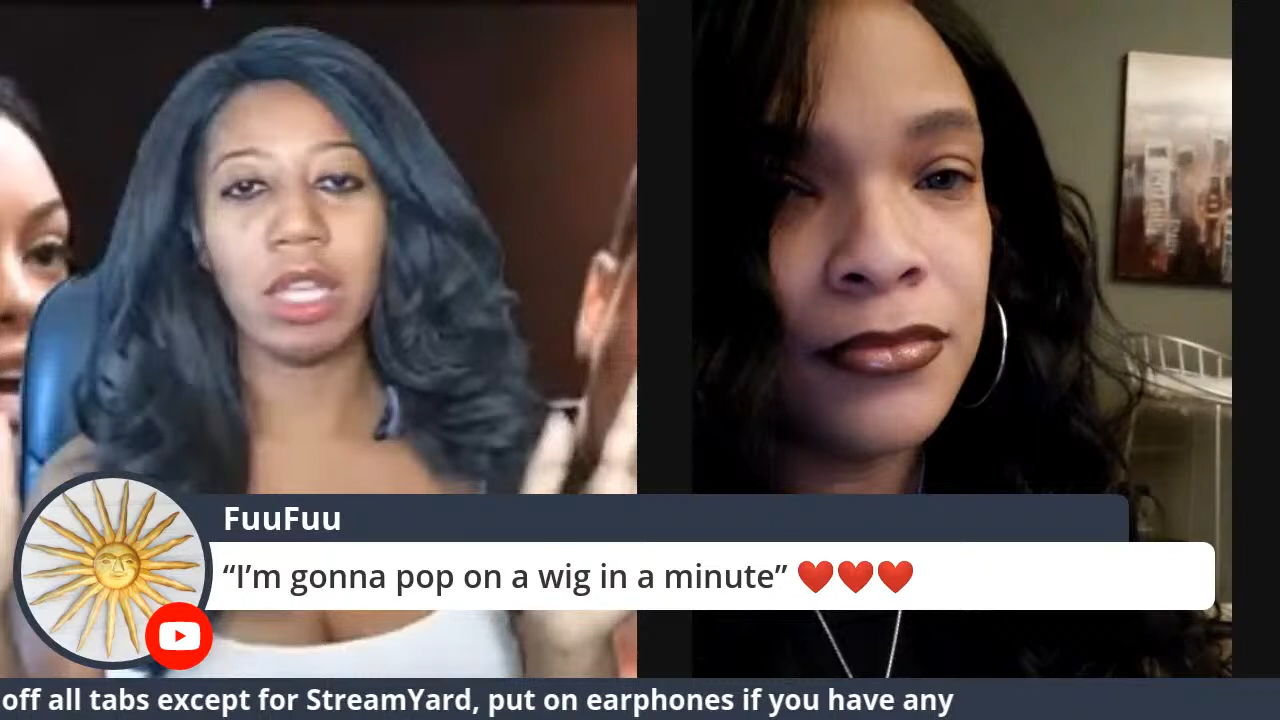 FuuFuu
“I’m gonna pop on a wig in a minute” ❤️❤️❤️
off all tabs except for StreamYard, put on earphones if you have any